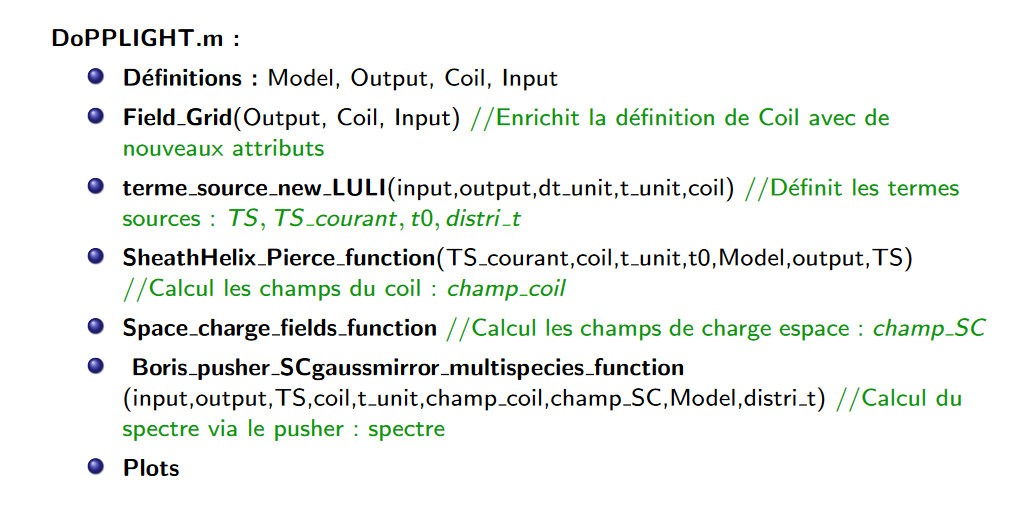 DoPPLIGHT.m :
Définitions : Model, Output, Coil, Input
Field_Grid(Output, Coil, Input) //Enrichit la définition de Coil avec de
nouveaux attributs
terme_source_new_LULI(input,output,dt_unit,t_unit,coil) //Définit les termes
sources : TS, TS_courant, t0, distri_t
SheathHelix_Pierce_function(TS_courant,coil,t_unit,t0,Model,output,TS)
//Calcul les champs du coil : champ_coil
Space_charge_fields_function //Calcul les champs de charge espace : champ_SC
Boris_pusher_SCgaussmirror_multispecies_function
(input,output,TS,coil,t_unit,champ_coil,champ_SC,Model,distri_t) //Calcul du
spectre via le pusher : spectre
Plots